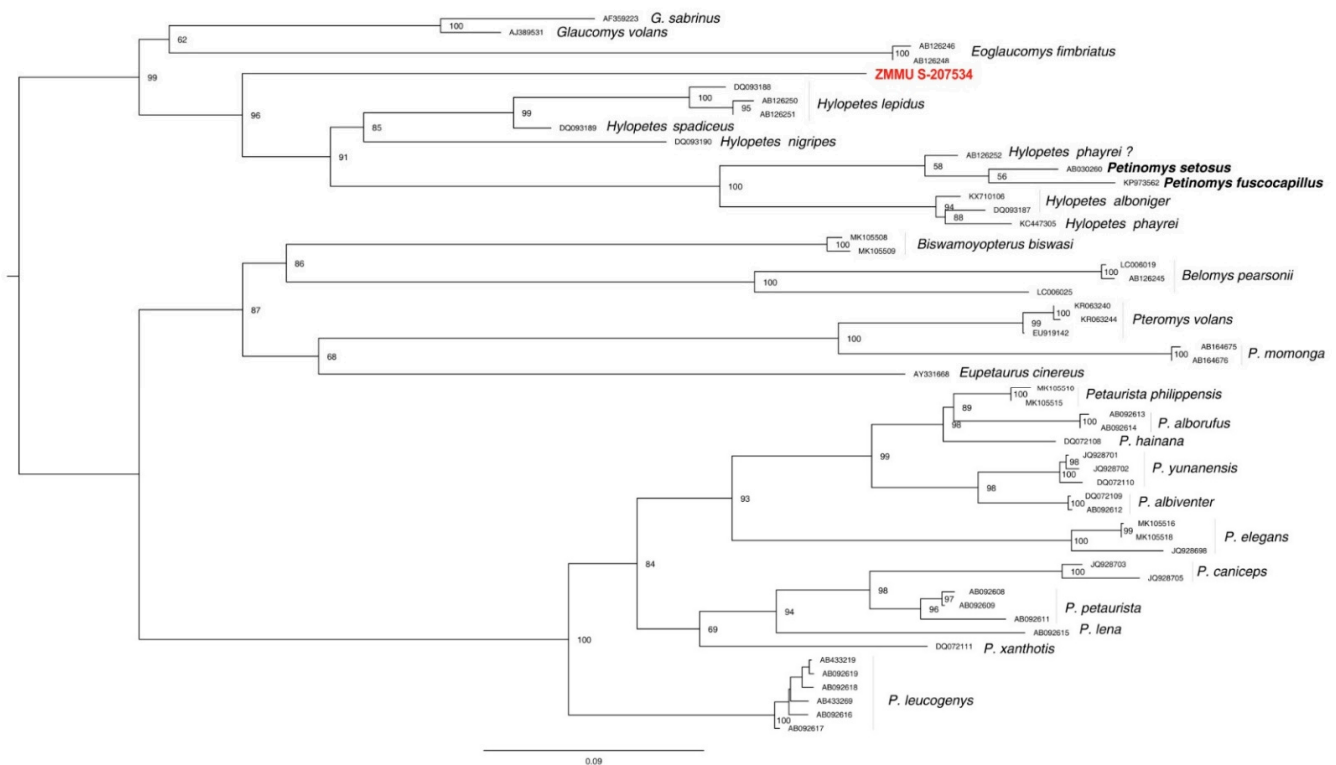 AF359223 G. sabrinus
100
AJ389531 Glaucomys volans
62
AB126246
100 Eoglaucomys fimbriatus
AB126248
ZMMU S-207534
99
DQ093188
100 AB126250 Hylopetes lepidus
95
AB126251
99
96
85 DQ093189 Hylopetes spadiceus
DQ093190 Hylopetes nigripes
91
AB126252 Hylopetes phayrei ?
58
AB030260 Petinomys setosus
56
KP973562 Petinomys fuscocapillus
100
KX710106
94 Hylopetes alboniger
DQ093187
88
KC447305 Hylopetes phayrei
MK105508
100 Biswamoyopterus biswasi
MK105509
86
LC006019
100 Belomys pearsonii
AB126245
100
LC006025
87
KR063240
100
KR063244 Pteromys volans
99
EU919142
100
AB164675
100 P. momonga
AB164676
68
AY331668 Eupetaurus cinereus
MK105510
100 Petaurista philippensis
MK105515
89
AB092613
100 P. alborufus
AB092614
98
DQ072108 P. hainana
99
JQ928701
98
JQ928702 P. yunanensis
100
DQ072110
98
DQ072109
100 P. albiventer
AB092612
93
MK105516
99
MK105518 P. elegans
100
JQ928698
84
JQ928703
100 P. caniceps
JQ928705
98
AB092608
97
AB092609 P. petaurista
96
AB092611
94
AB092615 P. lena
69
DQ072111 P. xanthotis
100
AB433219
AB092619
AB092618
AB433269 P. leucogenys
AB092616
100
AB092617
0.09